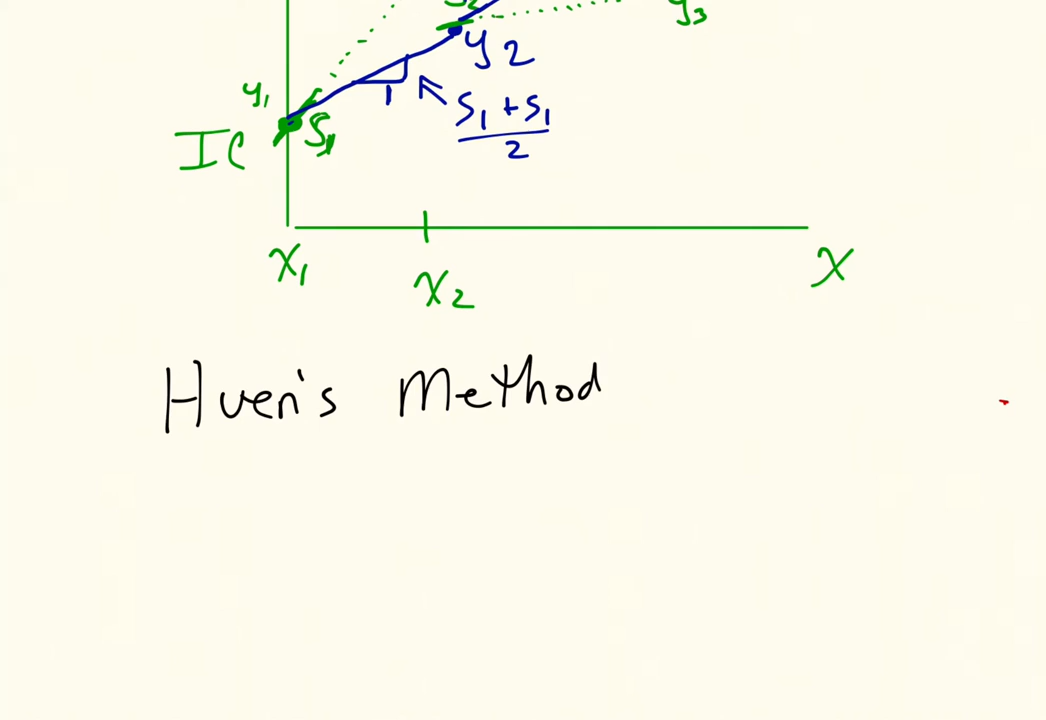 y3
y2
y1
1
S1 + S1
2
S1
IC
x1
x2
x
Huen's Method